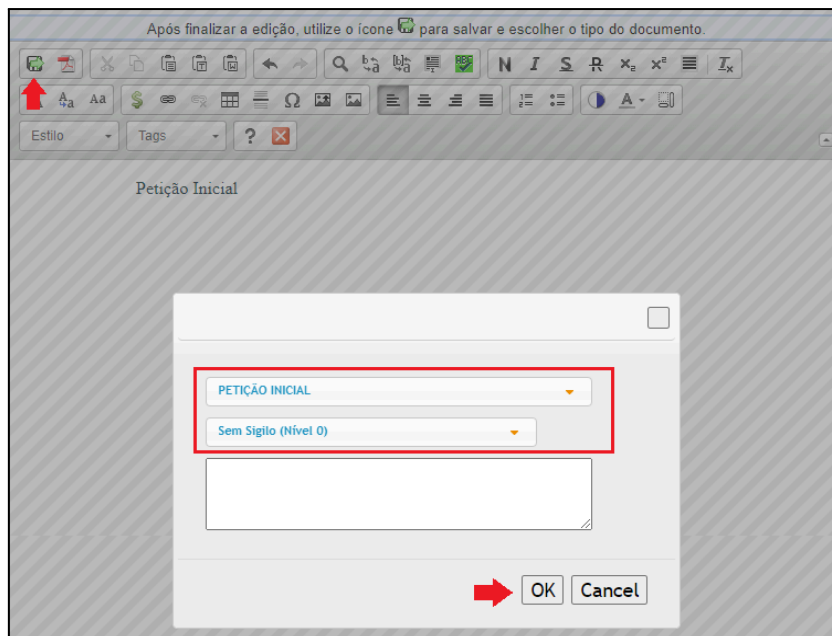 Após finalizar a edição, utilize o ícone para salvar e escolher o tipo do documento.
N I S R x₂ x² Tx
Aa $ Ω A
Estilo Tags ?
Petição Inicial
PETIÇÃO INICIAL
Sem Sigilo (Nível 0)
OK Cancel